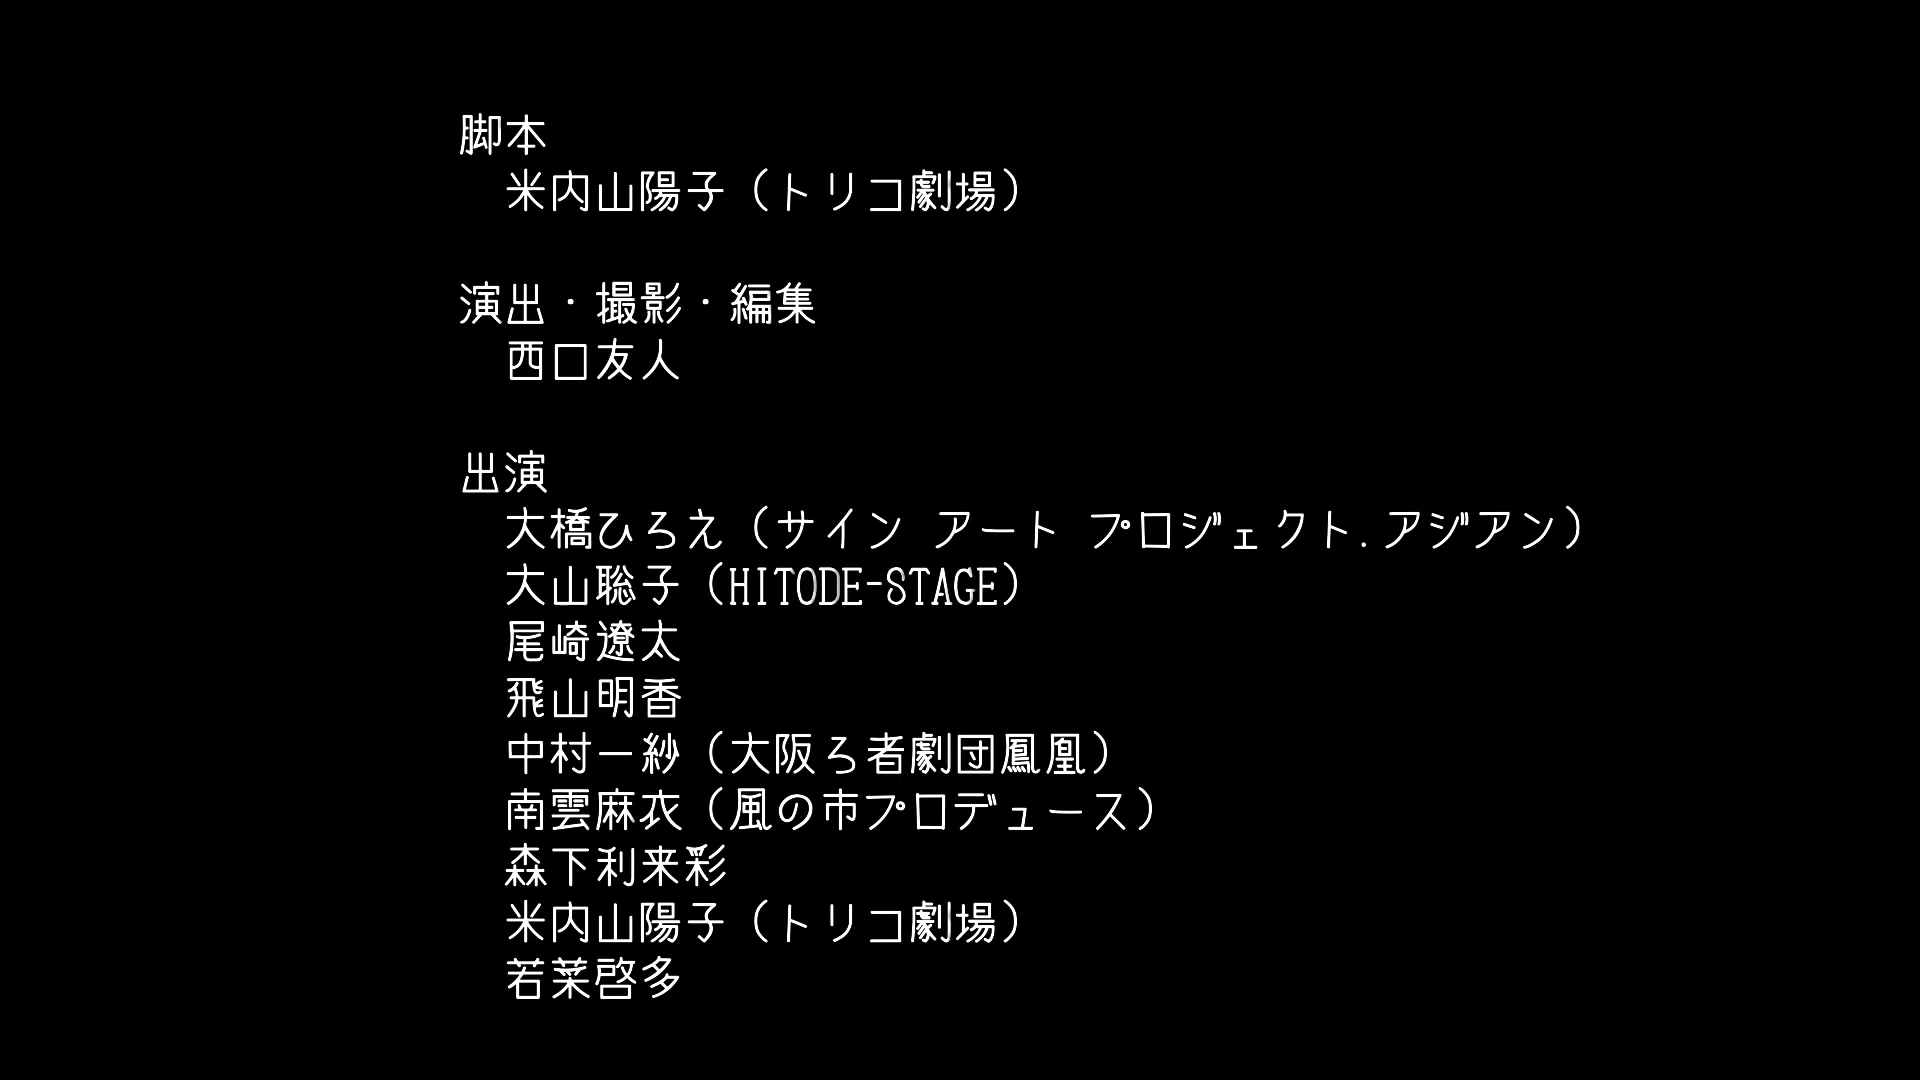 脚本
米内山陽子（トリコ劇場）
演出・撮影・編集
西口友人
出演
大橋ひろえ（サイン アート プロジェクト.アジアン）
大山聡子（HITODE-STAGE）
尾崎遼太
飛山明香
中村一紗（大阪ろ者劇団鳳凰）
南雲麻衣（風の市プロデュース）
森下利来彩
米内山陽子（トリコ劇場）
若菜啓多